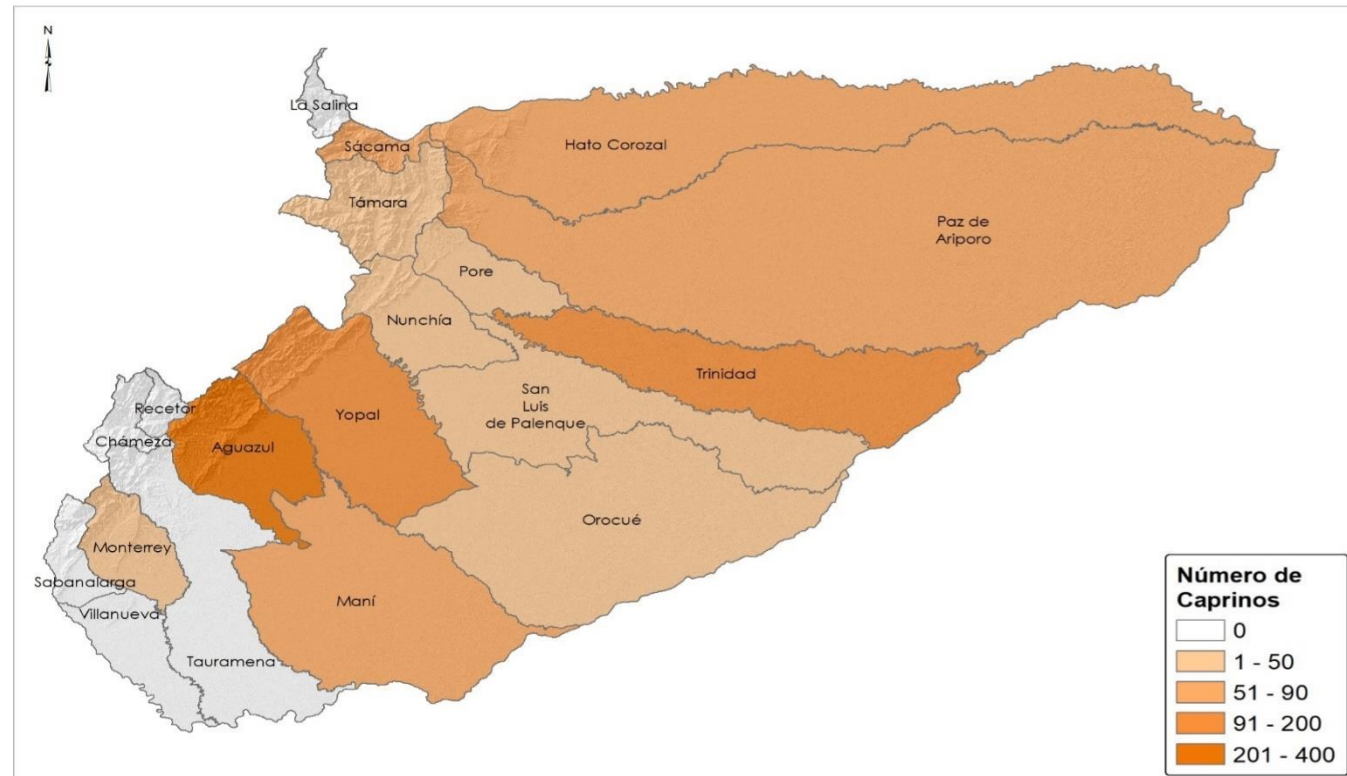 N
La Salina
Sácama
Hato Corozal
Támara
Paz de
Ariporo
Pore
Nunchía
Trinidad
San
Luis
de Palenque
Recetor
Yopal
Chámeza
Aguazul
Orocué
Monterrey
Sabanalarga
Maní
Villanueva
Tauramena
Número de
Caprinos
0
1 - 50
51 - 90
91 - 200
201 - 400